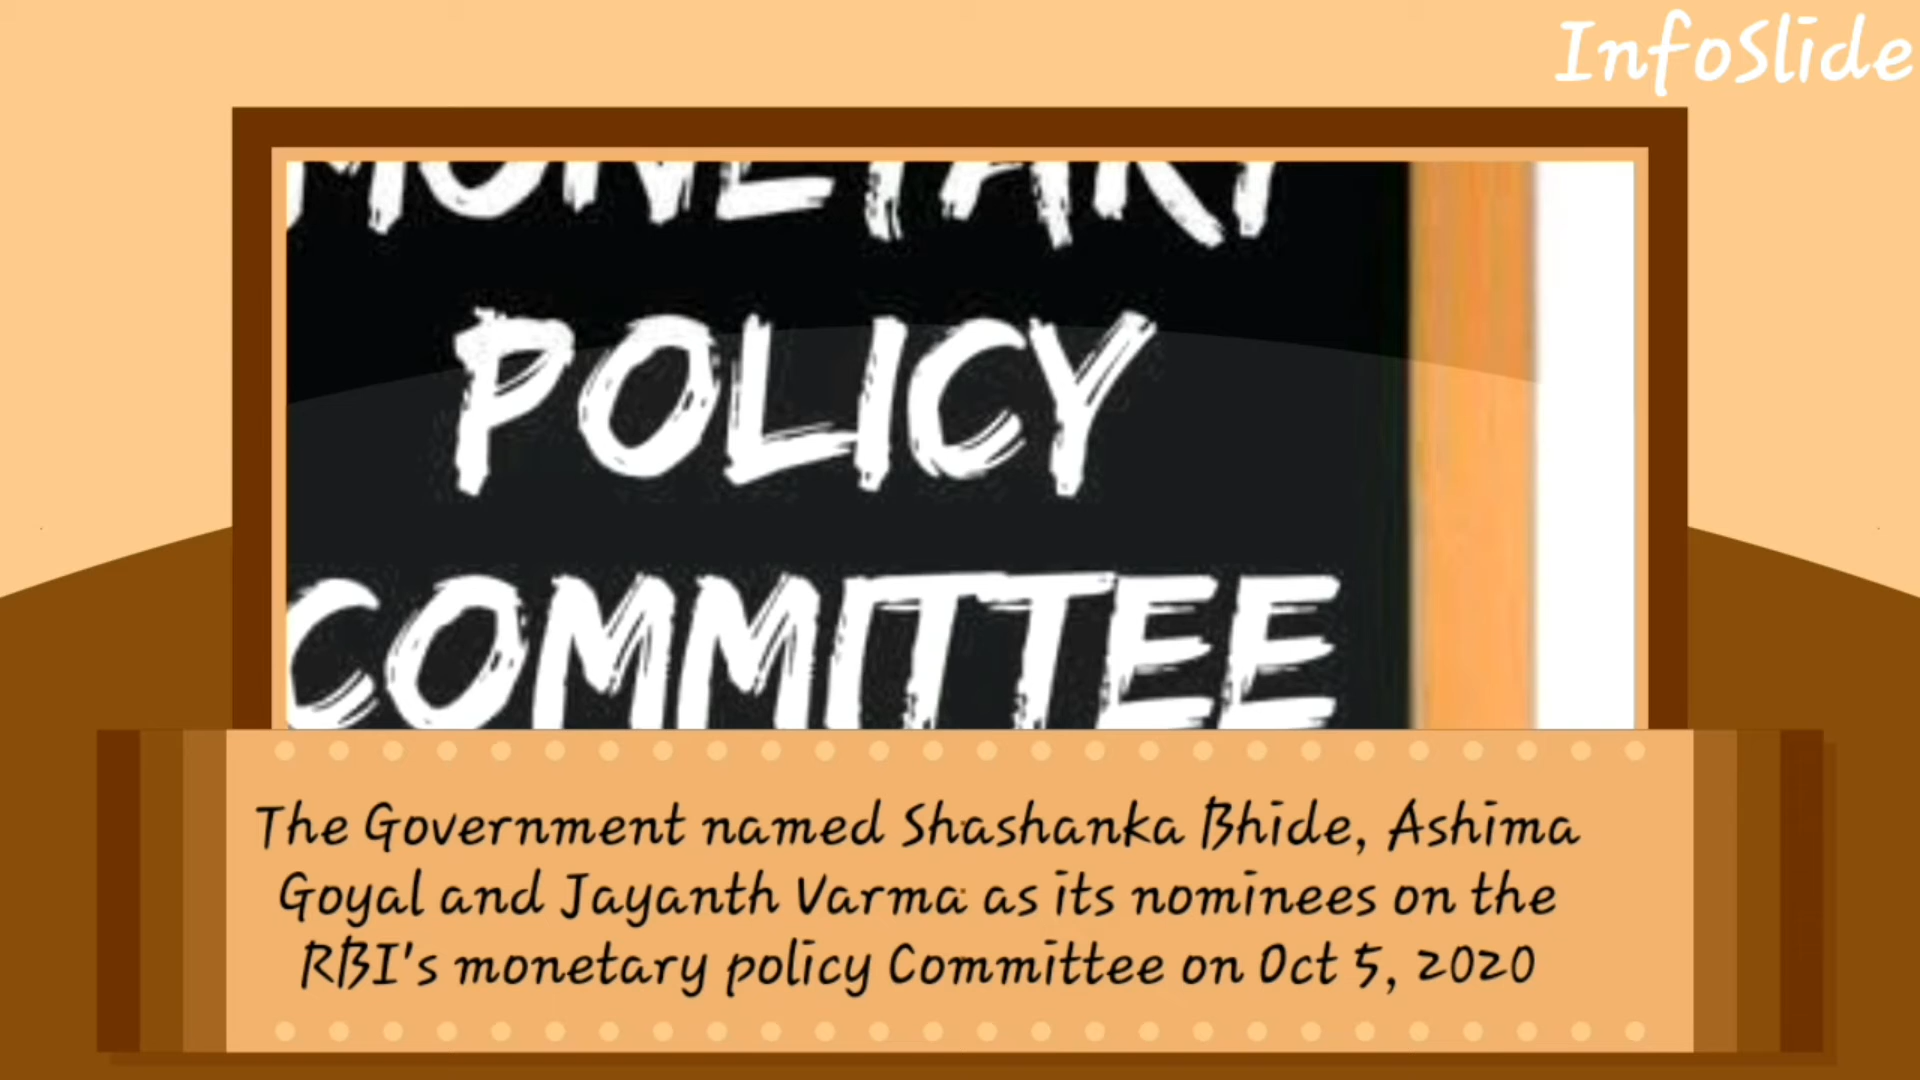 InfoSlide
MONETARY
POLICY
COMMITTEE
The Government named Shashanka Bhide, Ashima
Goyal and Jayanth Varma as its nominees on the
RBI's monetary policy Committee on Oct 5, 2020